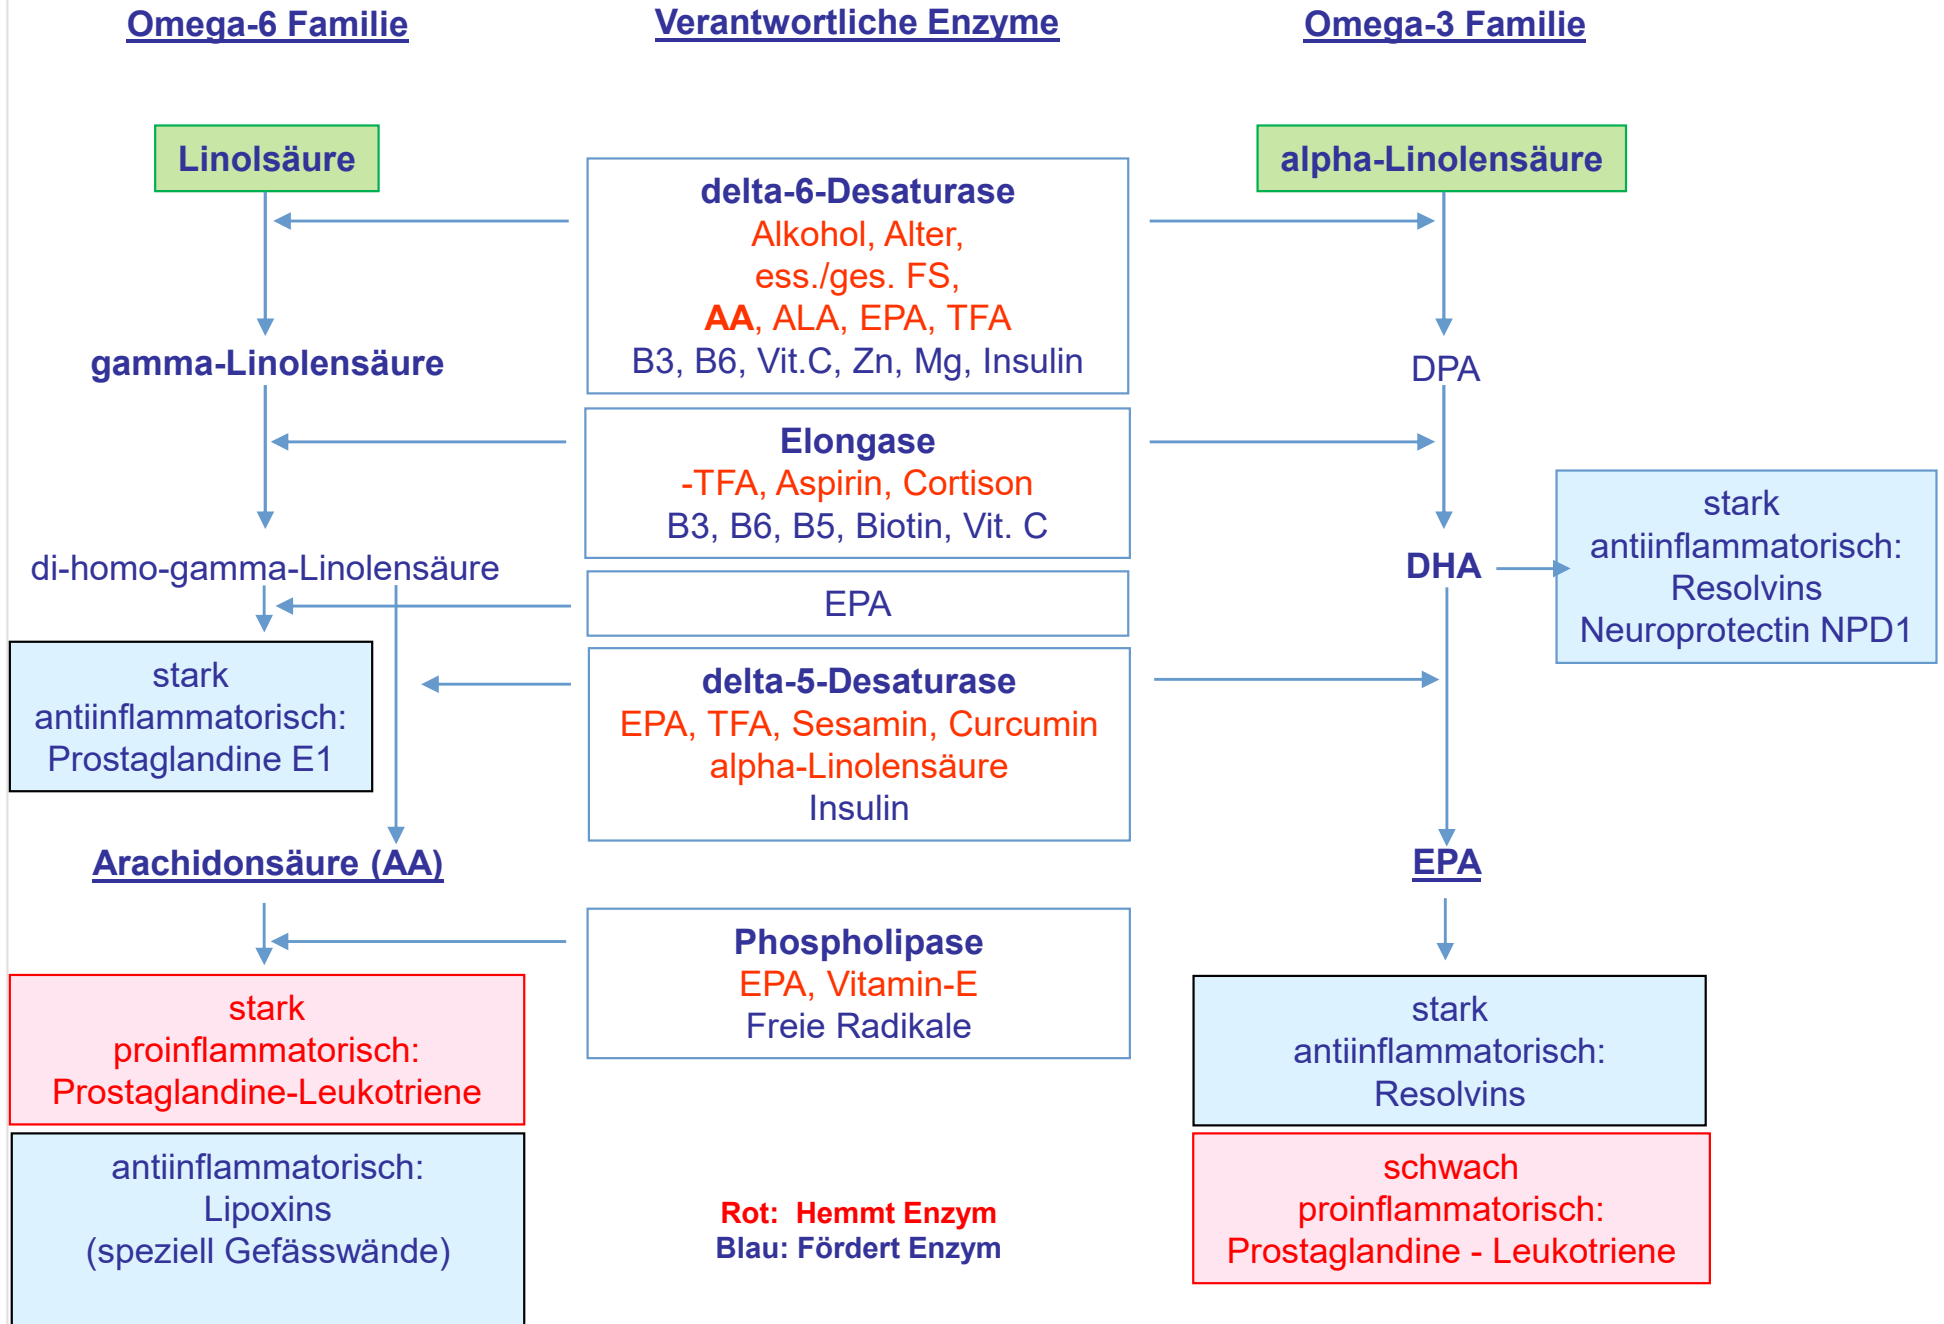 Omega-6 Familie
Verantwortliche Enzyme
Omega-3 Familie
Linolsäure
alpha-Linolensäure
delta-6-Desaturase
Alkohol, Alter,
ess./ges. FS,
AA, ALA, EPA, TFA
B3, B6, Vit.C, Zn, Mg, Insulin
gamma-Linolensäure
DPA
Elongase
-TFA, Aspirin, Cortison
B3, B6, B5, Biotin, Vit. C
stark
antiinflammatorisch:
Resolvins
Neuroprotectin NPD1
di-homo-gamma-Linolensäure
DHA
EPA
stark
antiinflammatorisch:
Prostaglandine E1
delta-5-Desaturase
EPA, TFA, Sesamin, Curcumin
alpha-Linolensäure
Insulin
Arachidonsäure (AA)
EPA
Phospholipase
EPA, Vitamin-E
Freie Radikale
stark
proinflammatorisch:
Prostaglandine-Leukotriene
stark
antiinflammatorisch:
Resolvins
antiinflammatorisch:
Lipoxins
(speziell Gefässwände)
Rot: Hemmt Enzym
Blau: Fördert Enzym
schwach
proinflammatorisch:
Prostaglandine - Leukotriene